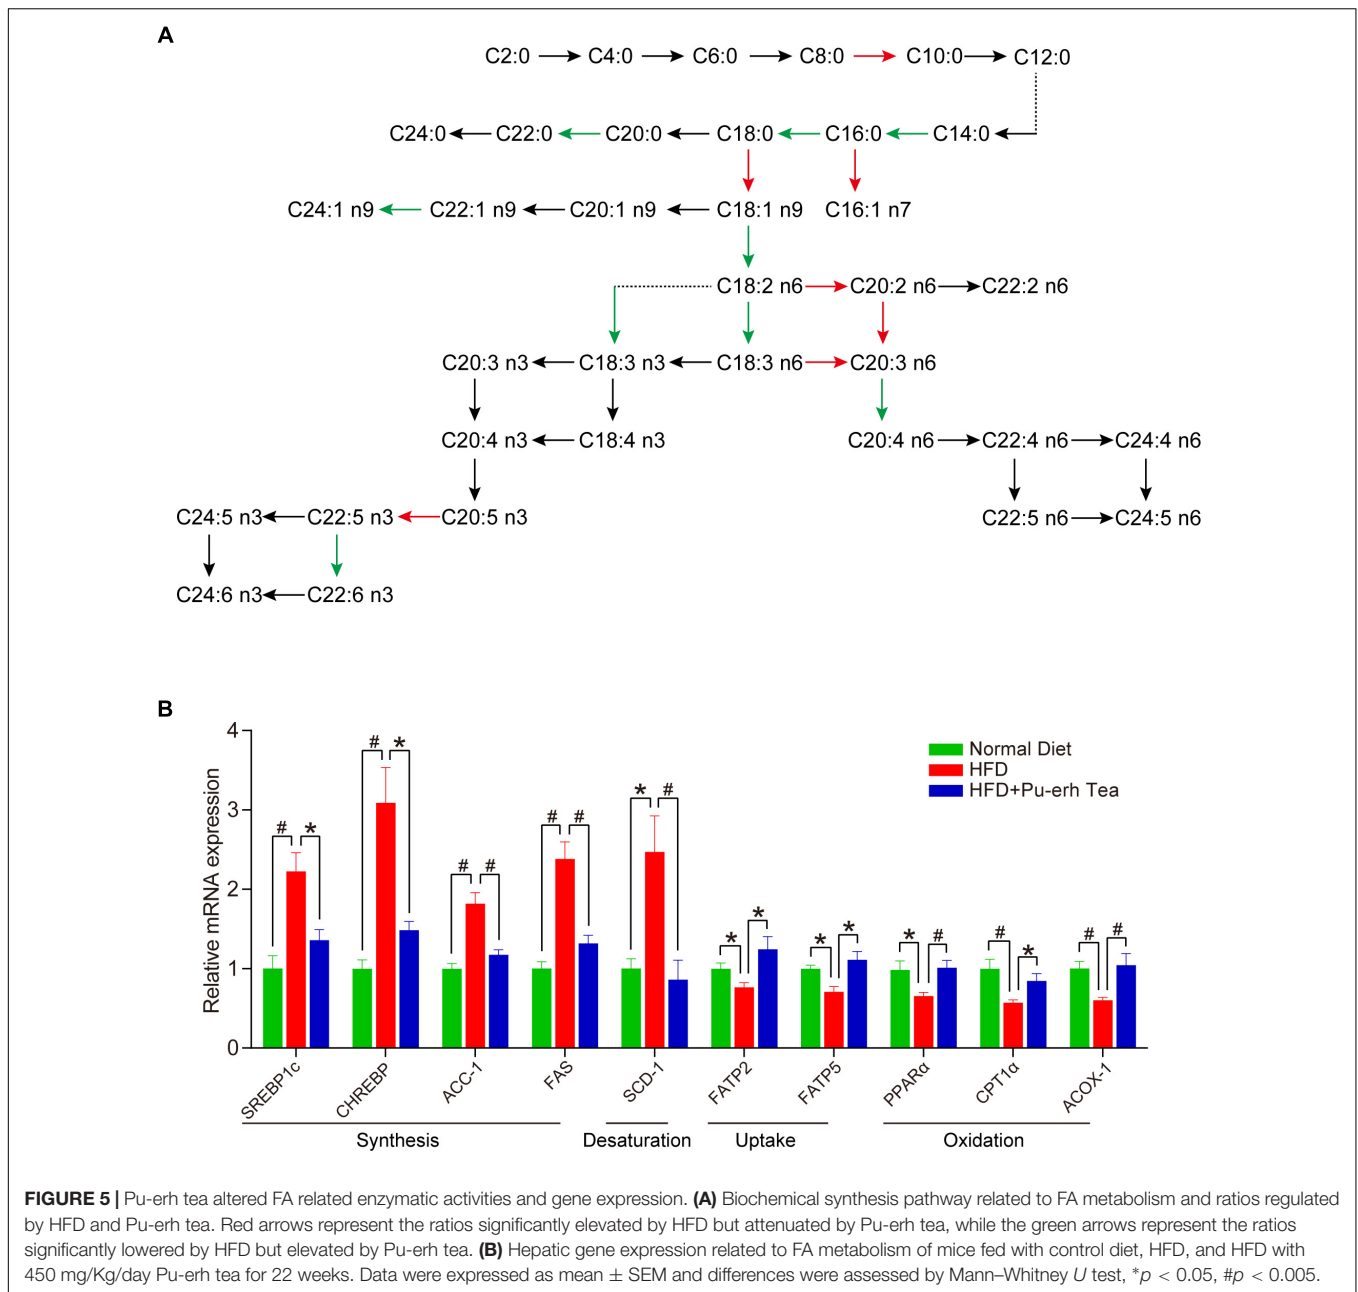 A
C2:0 C4:0 C6:0 C8:0 C10:0 C12:0
C24:0 C22:0 C20:0 C18:0 C16:0 C14:0
C24:1 n9 C22:1 n9 C20:1 n9 C18:1 n9 C16:1 n7
C18:2 n6 C20:2 n6 C22:2 n6
C20:3 n3 C18:3 n3 C18:3 n6 C20:3 n6
C20:4 n3 C18:4 n3 C20:4 n6 C22:4 n6 C24:4 n6
C24:5 n3 C22:5 n3 C20:5 n3 C22:5 n6 C24:5 n6
C24:6 n3 C22:6 n3
B
Relative mRNA expression
4
3
2
1
0
# *
# *
# #
# #
* #
* *
* *
* #
# *
# #
Normal Diet
HFD
HFD+Pu-erh Tea
SREBP1c CHREBP ACC-1 FAS SCD-1 FATP2 FATP5 PPARα CPT1α ACOX-1
Synthesis Desaturation Uptake Oxidation
FIGURE 5 | Pu-erh tea altered FA related enzymatic activities and gene expression. (A) Biochemical synthesis pathway related to FA metabolism and ratios regulated
by HFD and Pu-erh tea. Red arrows represent the ratios significantly elevated by HFD but attenuated by Pu-erh tea, while the green arrows represent the ratios
significantly lowered by HFD but elevated by Pu-erh tea. (B) Hepatic gene expression related to FA metabolism of mice fed with control diet, HFD, and HFD with
450 mg/Kg/day Pu-erh tea for 22 weeks. Data were expressed as mean ± SEM and differences were assessed by Mann–Whitney U test, *p < 0.05, #p < 0.005.